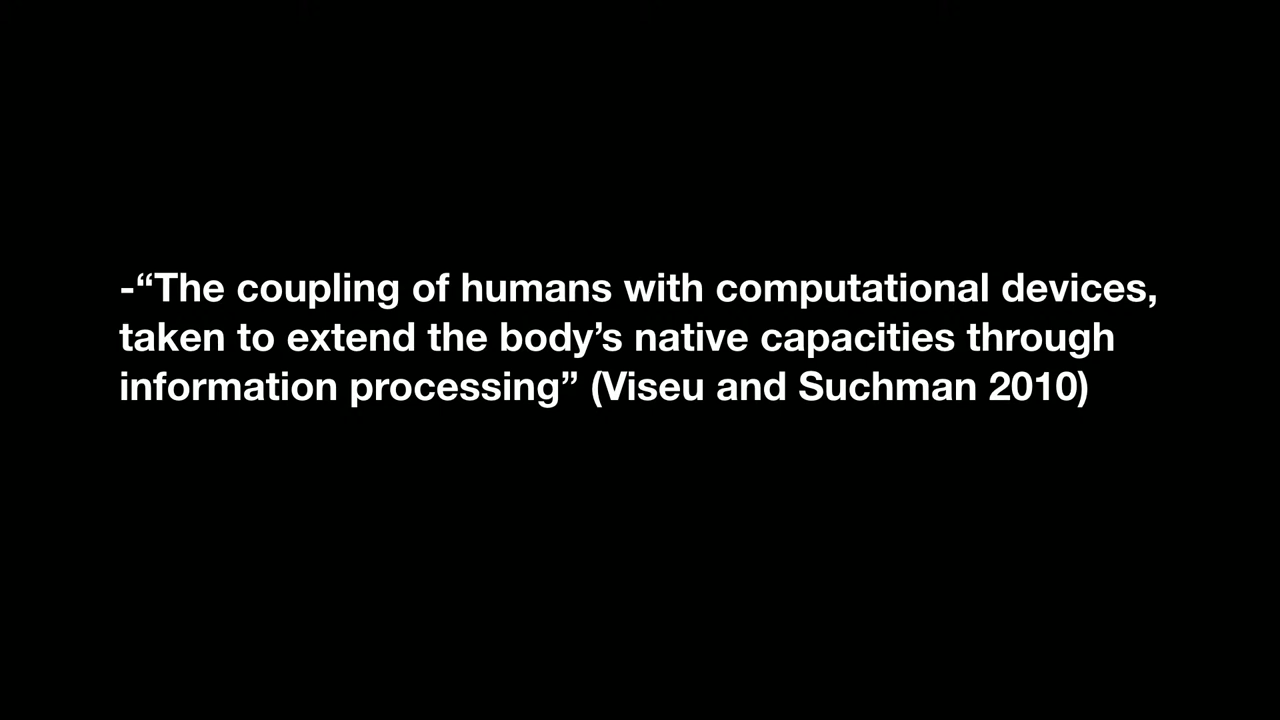 -“The coupling of humans with computational devices,
taken to extend the body’s native capacities through
information processing” (Viseu and Suchman 2010)